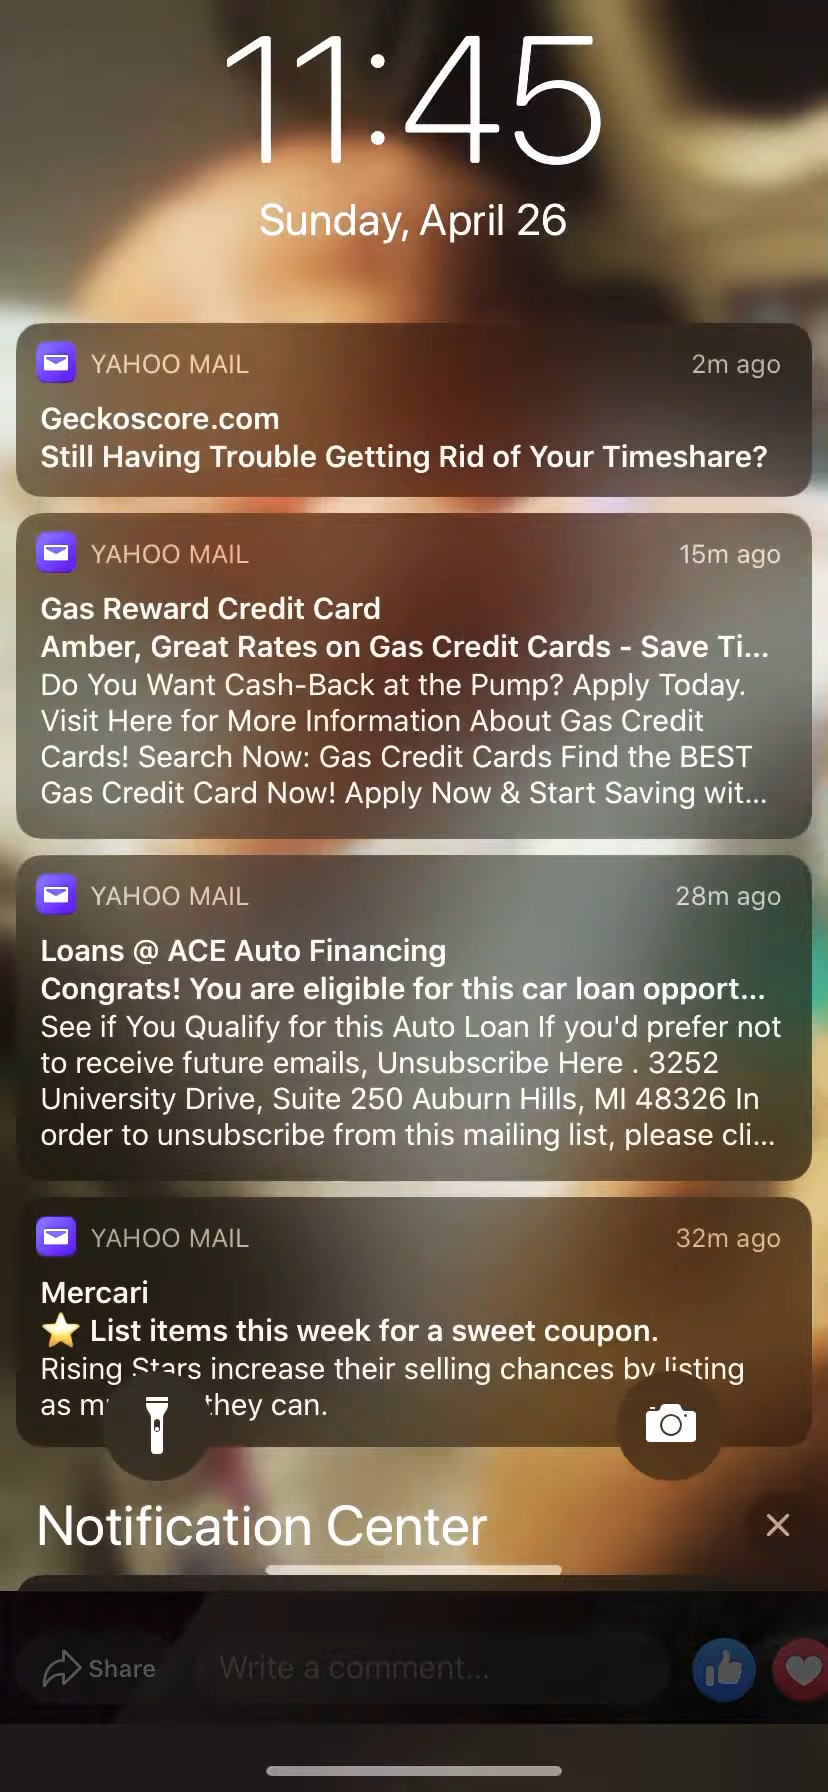 11:45
Sunday, April 26
YAHOO MAIL 2m ago
Geckoscore.com
Still Having Trouble Getting Rid of Your Timeshare?
YAHOO MAIL 15m ago
Gas Reward Credit Card
Amber, Great Rates on Gas Credit Cards - Save Ti...
Do You Want Cash-Back at the Pump? Apply Today.
Visit Here for More Information About Gas Credit
Cards! Search Now: Gas Credit Cards Find the BEST
Gas Credit Card Now! Apply Now & Start Saving wit...
YAHOO MAIL 28m ago
Loans @ ACE Auto Financing
Congrats! You are eligible for this car loan opport...
See if You Qualify for this Auto Loan If you'd prefer not
to receive future emails, Unsubscribe Here . 3252
University Drive, Suite 250 Auburn Hills, MI 48326 In
order to unsubscribe from this mailing list, please cli...
YAHOO MAIL 32m ago
Mercari
⭐ List items this week for a sweet coupon.
Rising Stars increase their selling chances by listing
as they can.
Notification Center
Share Write a comment...